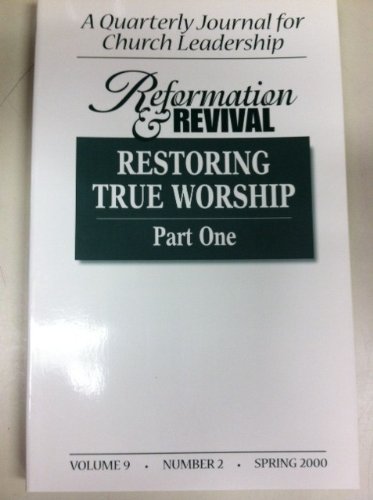 A Quarterly Journal for
Church Leadership
Reformation
& REVIVAL
RESTORING
TRUE WORSHIP
Part One
VOLUME 9 • NUMBER 2 • SPRING 2000